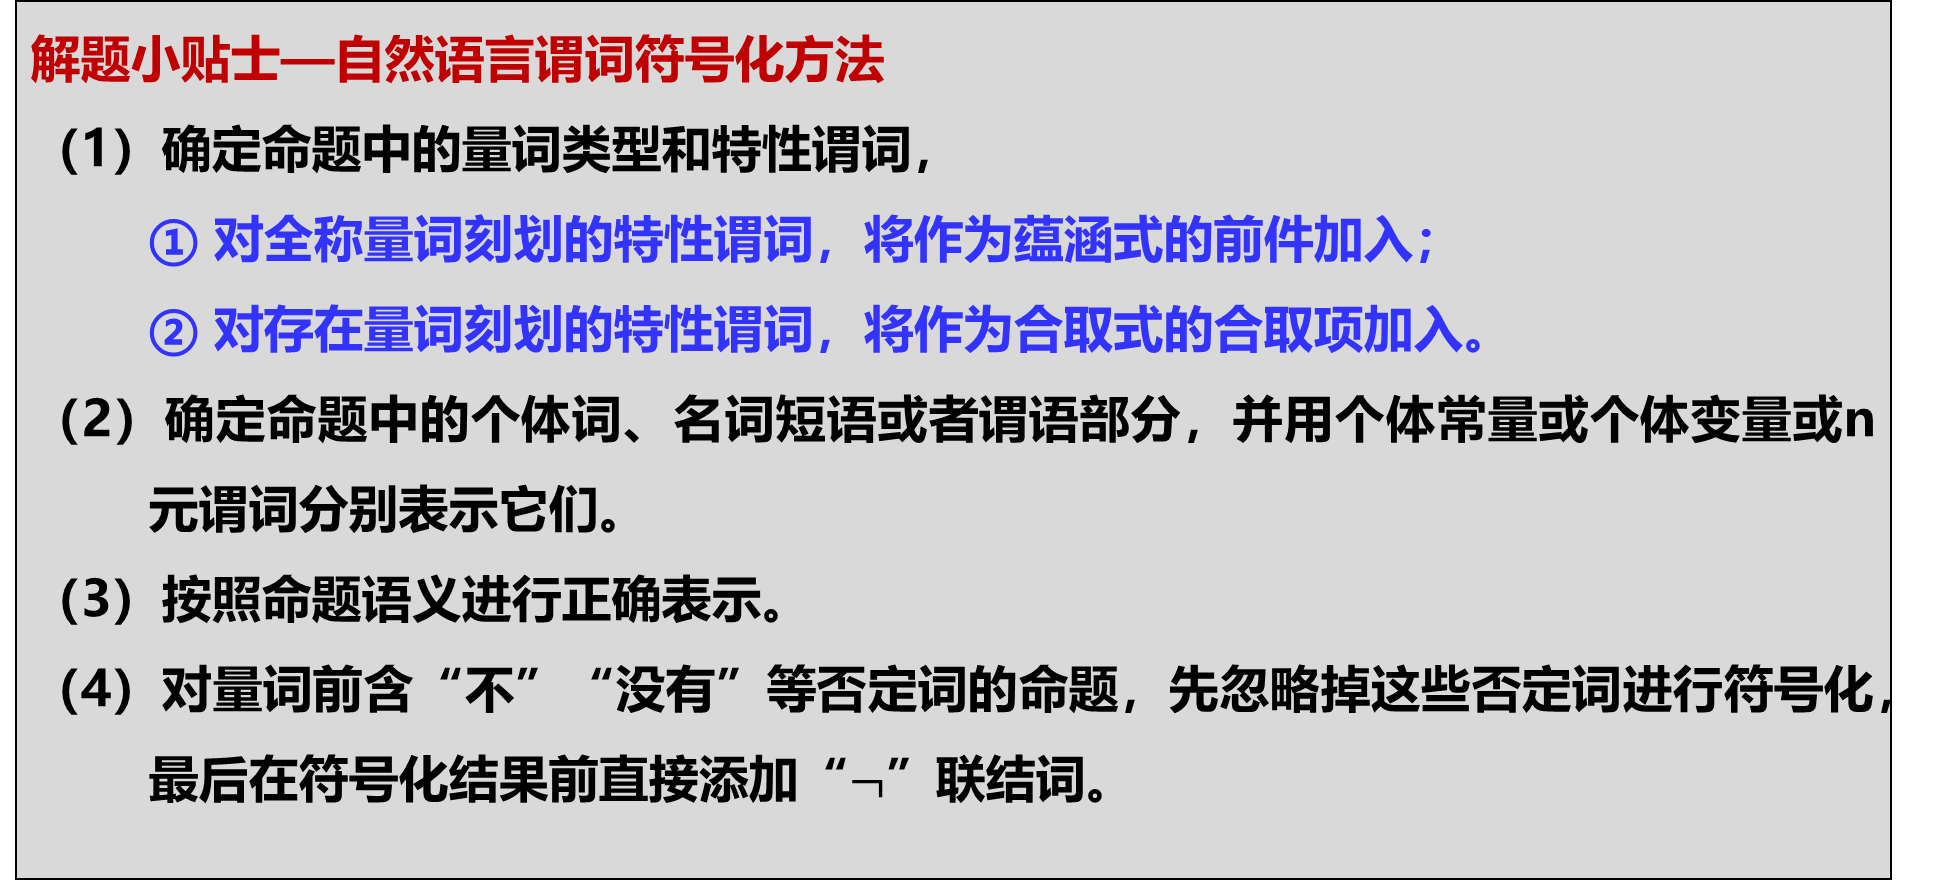 解题小贴士—自然语言谓词符号化方法
（1）确定命题中的量词类型和特性谓词，
① 对全称量词刻划的特性谓词，将作为蕴涵式的前件加入；
② 对存在量词刻划的特性谓词，将作为合取式的合取项加入。
（2）确定命题中的个体词、名词短语或者谓语部分，并用个体常量或个体变量或n
元谓词分别表示它们。
（3）按照命题语义进行正确表示。
（4）对量词前含“不”“没有”等否定词的命题，先忽略掉这些否定词进行符号化，
最后在符号化结果前直接添加“¬”联结词。